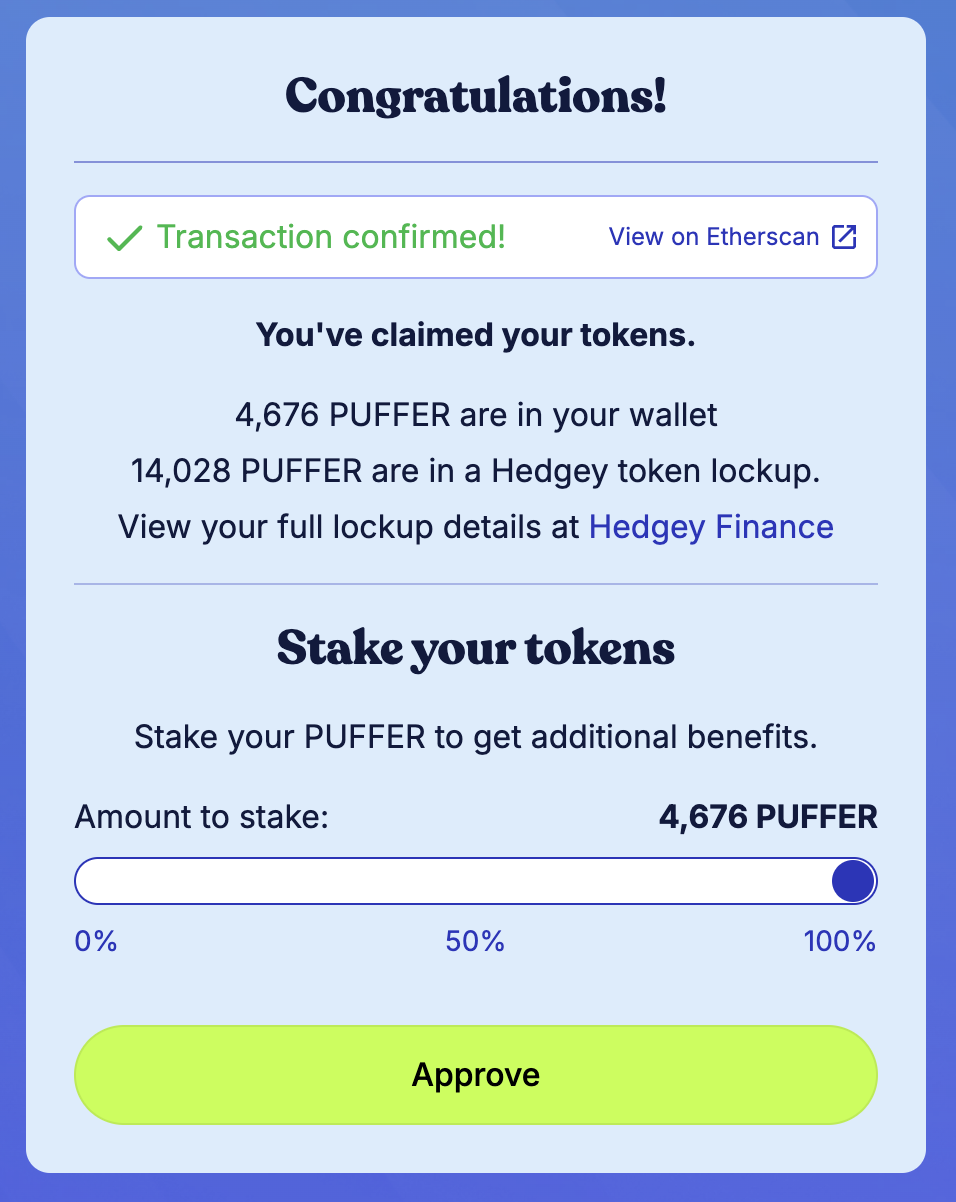 Congratulations!
Transaction confirmed!
View on Etherscan
You've claimed your tokens.
4,676 PUFFER are in your wallet
14,028 PUFFER are in a Hedgey token lockup.
View your full lockup details at Hedgey Finance
Stake your tokens
Stake your PUFFER to get additional benefits.
Amount to stake: 4,676 PUFFER
0% 50% 100%
Approve